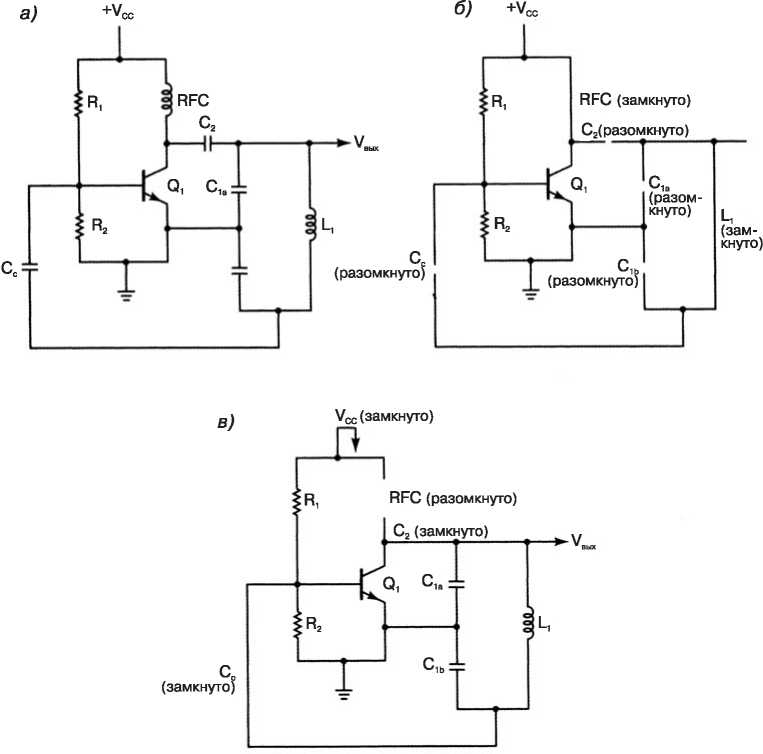 а)
+Vcc
R1
RFC
C2
Vвых
C1a
Q1
R2
L1
Cc
б)
+Vcc
R1
RFC (замкнуто)
C2 (разомкнуто)
Q1
C1a
(разом-
кнуто)
L1
(зам-
кнуто)
R2
Cc
(разомкнуто)
C1b
(разомкнуто)
в)
Vcc (замкнуто)
R1
RFC (разомкнуто)
C2 (замкнуто)
Vвых
Q1
C1a
R2
L1
C1b
Cp
(замкнуто)